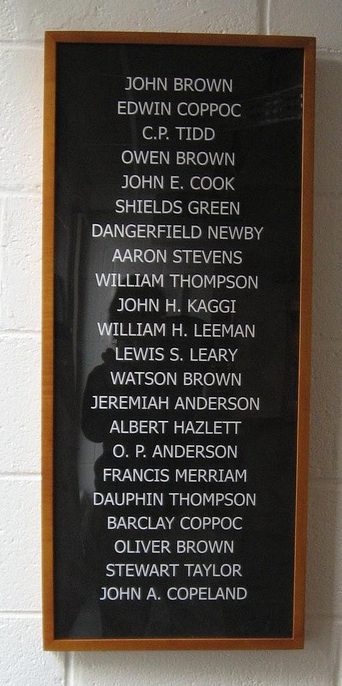 JOHN BROWN
EDWIN COPPOC
C.P. TIDD
OWEN BROWN
JOHN E. COOK
SHIELDS GREEN
DANGERFIELD NEWBY
AARON STEVENS
WILLIAM THOMPSON
JOHN H. KAGGI
WILLIAM H. LEEMAN
LEWIS S. LEARY
WATSON BROWN
JEREMIAH ANDERSON
ALBERT HAZLETT
O. P. ANDERSON
FRANCIS MERRIAM
DAUPHIN THOMPSON
BARCLAY COPPOC
OLIVER BROWN
STEWART TAYLOR
JOHN A. COPELAND